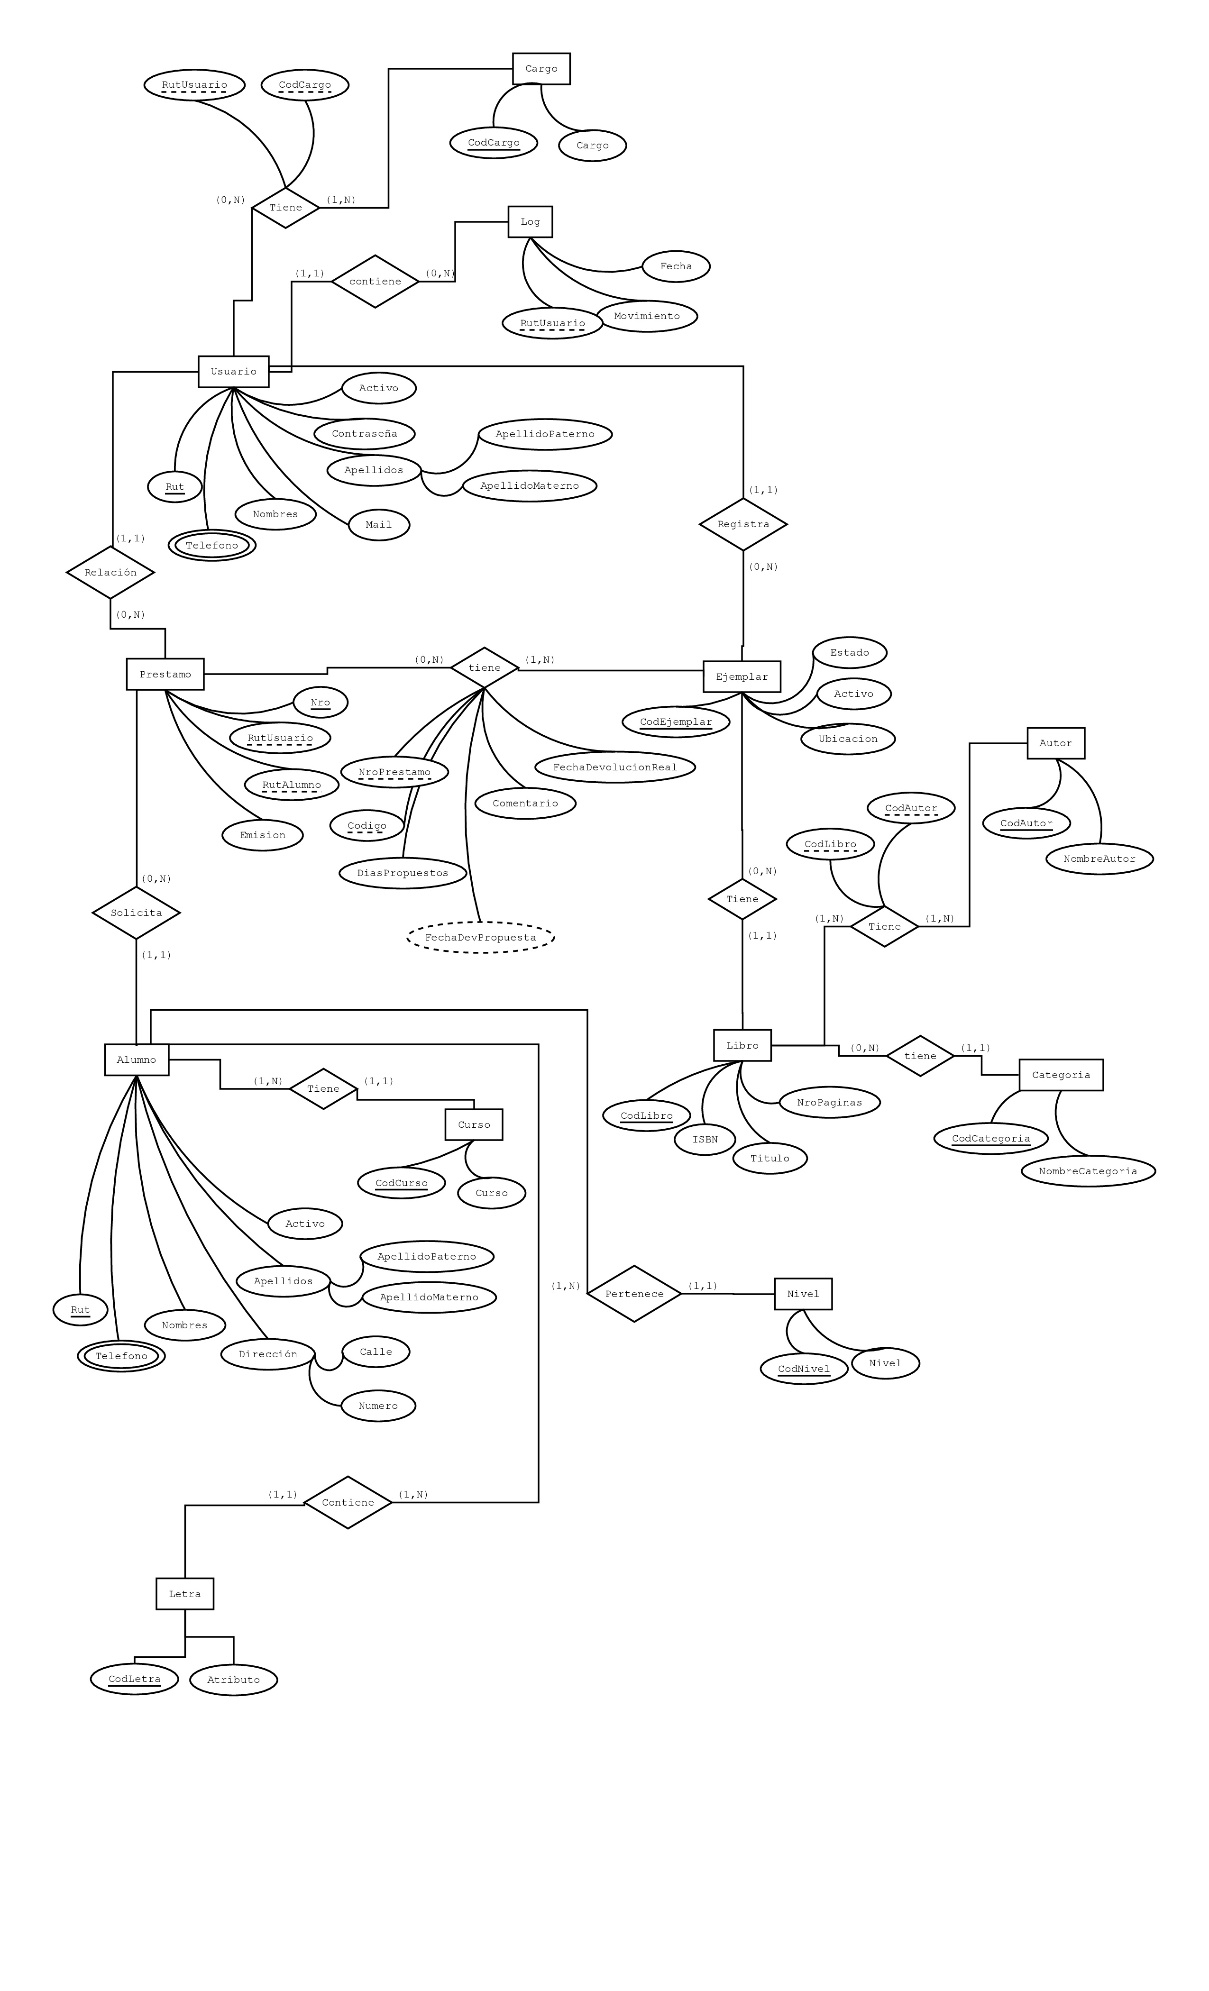 Cargo
RutUsuario
CodCargo
CodCargo
Cargo
(0,N)
(1,N)
Tiene
Log
Fecha
(1,1)
(0,N)
contiene
Movimiento
RutUsuario
Usuario
Activo
Contraseña
ApellidoPaterno
Apellidos
ApellidoMaterno
Rut
(1,1)
Nombres
Mail
Registra
(1,1)
Telefono
(0,N)
Relación
(0,N)
Estado
(0,N)
(1,N)
tiene
Prestamo
Ejemplar
Activo
Nro
CodEjemplar
RutUsuario
Ubicacion
Autor
FechaDevolucionReal
NroPrestamo
RutAlumno
Comentario
CodAutor
CodAutor
Codigo
Emision
CodLibro
NombreAutor
DiasPropuestos
(0,N)
(0,N)
Tiene
Solicita
(1,N)
(1,N)
Tiene
FechaDevPropuesta
(1,1)
(1,1)
Libro
(0,N)
(1,1)
tiene
Alumno
Categoria
(1,N)
(1,1)
Tiene
NroPaginas
CodLibro
Curso
ISBN
CodCategoria
Titulo
NombreCategoria
CodCurso
Curso
Activo
ApellidoPaterno
Apellidos
(1,N)
(1,1)
Pertenece
Nivel
ApellidoMaterno
Rut
Nombres
Calle
Telefono
Dirección
Nivel
CodNivel
Numero
(1,1)
(1,N)
Contiene
Letra
CodLetra
Atributo